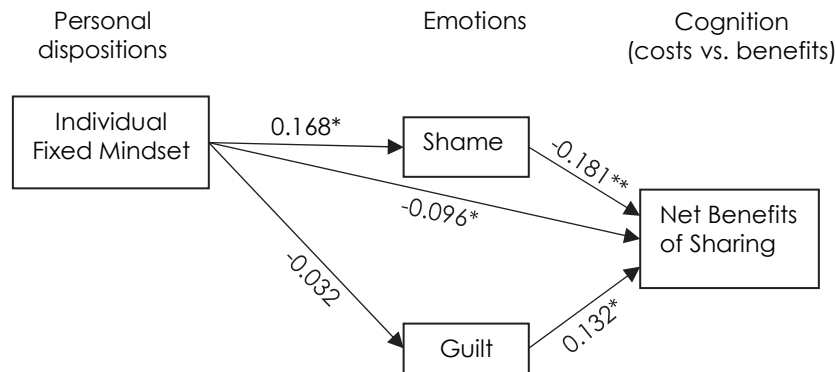 Personal
dispositions
Emotions
Cognition
(costs vs. benefits)
Individual
Fixed Mindset
0.168*
Shame
-0.181**
-0.096*
Net Benefits
of Sharing
-0.032
0.132*
Guilt